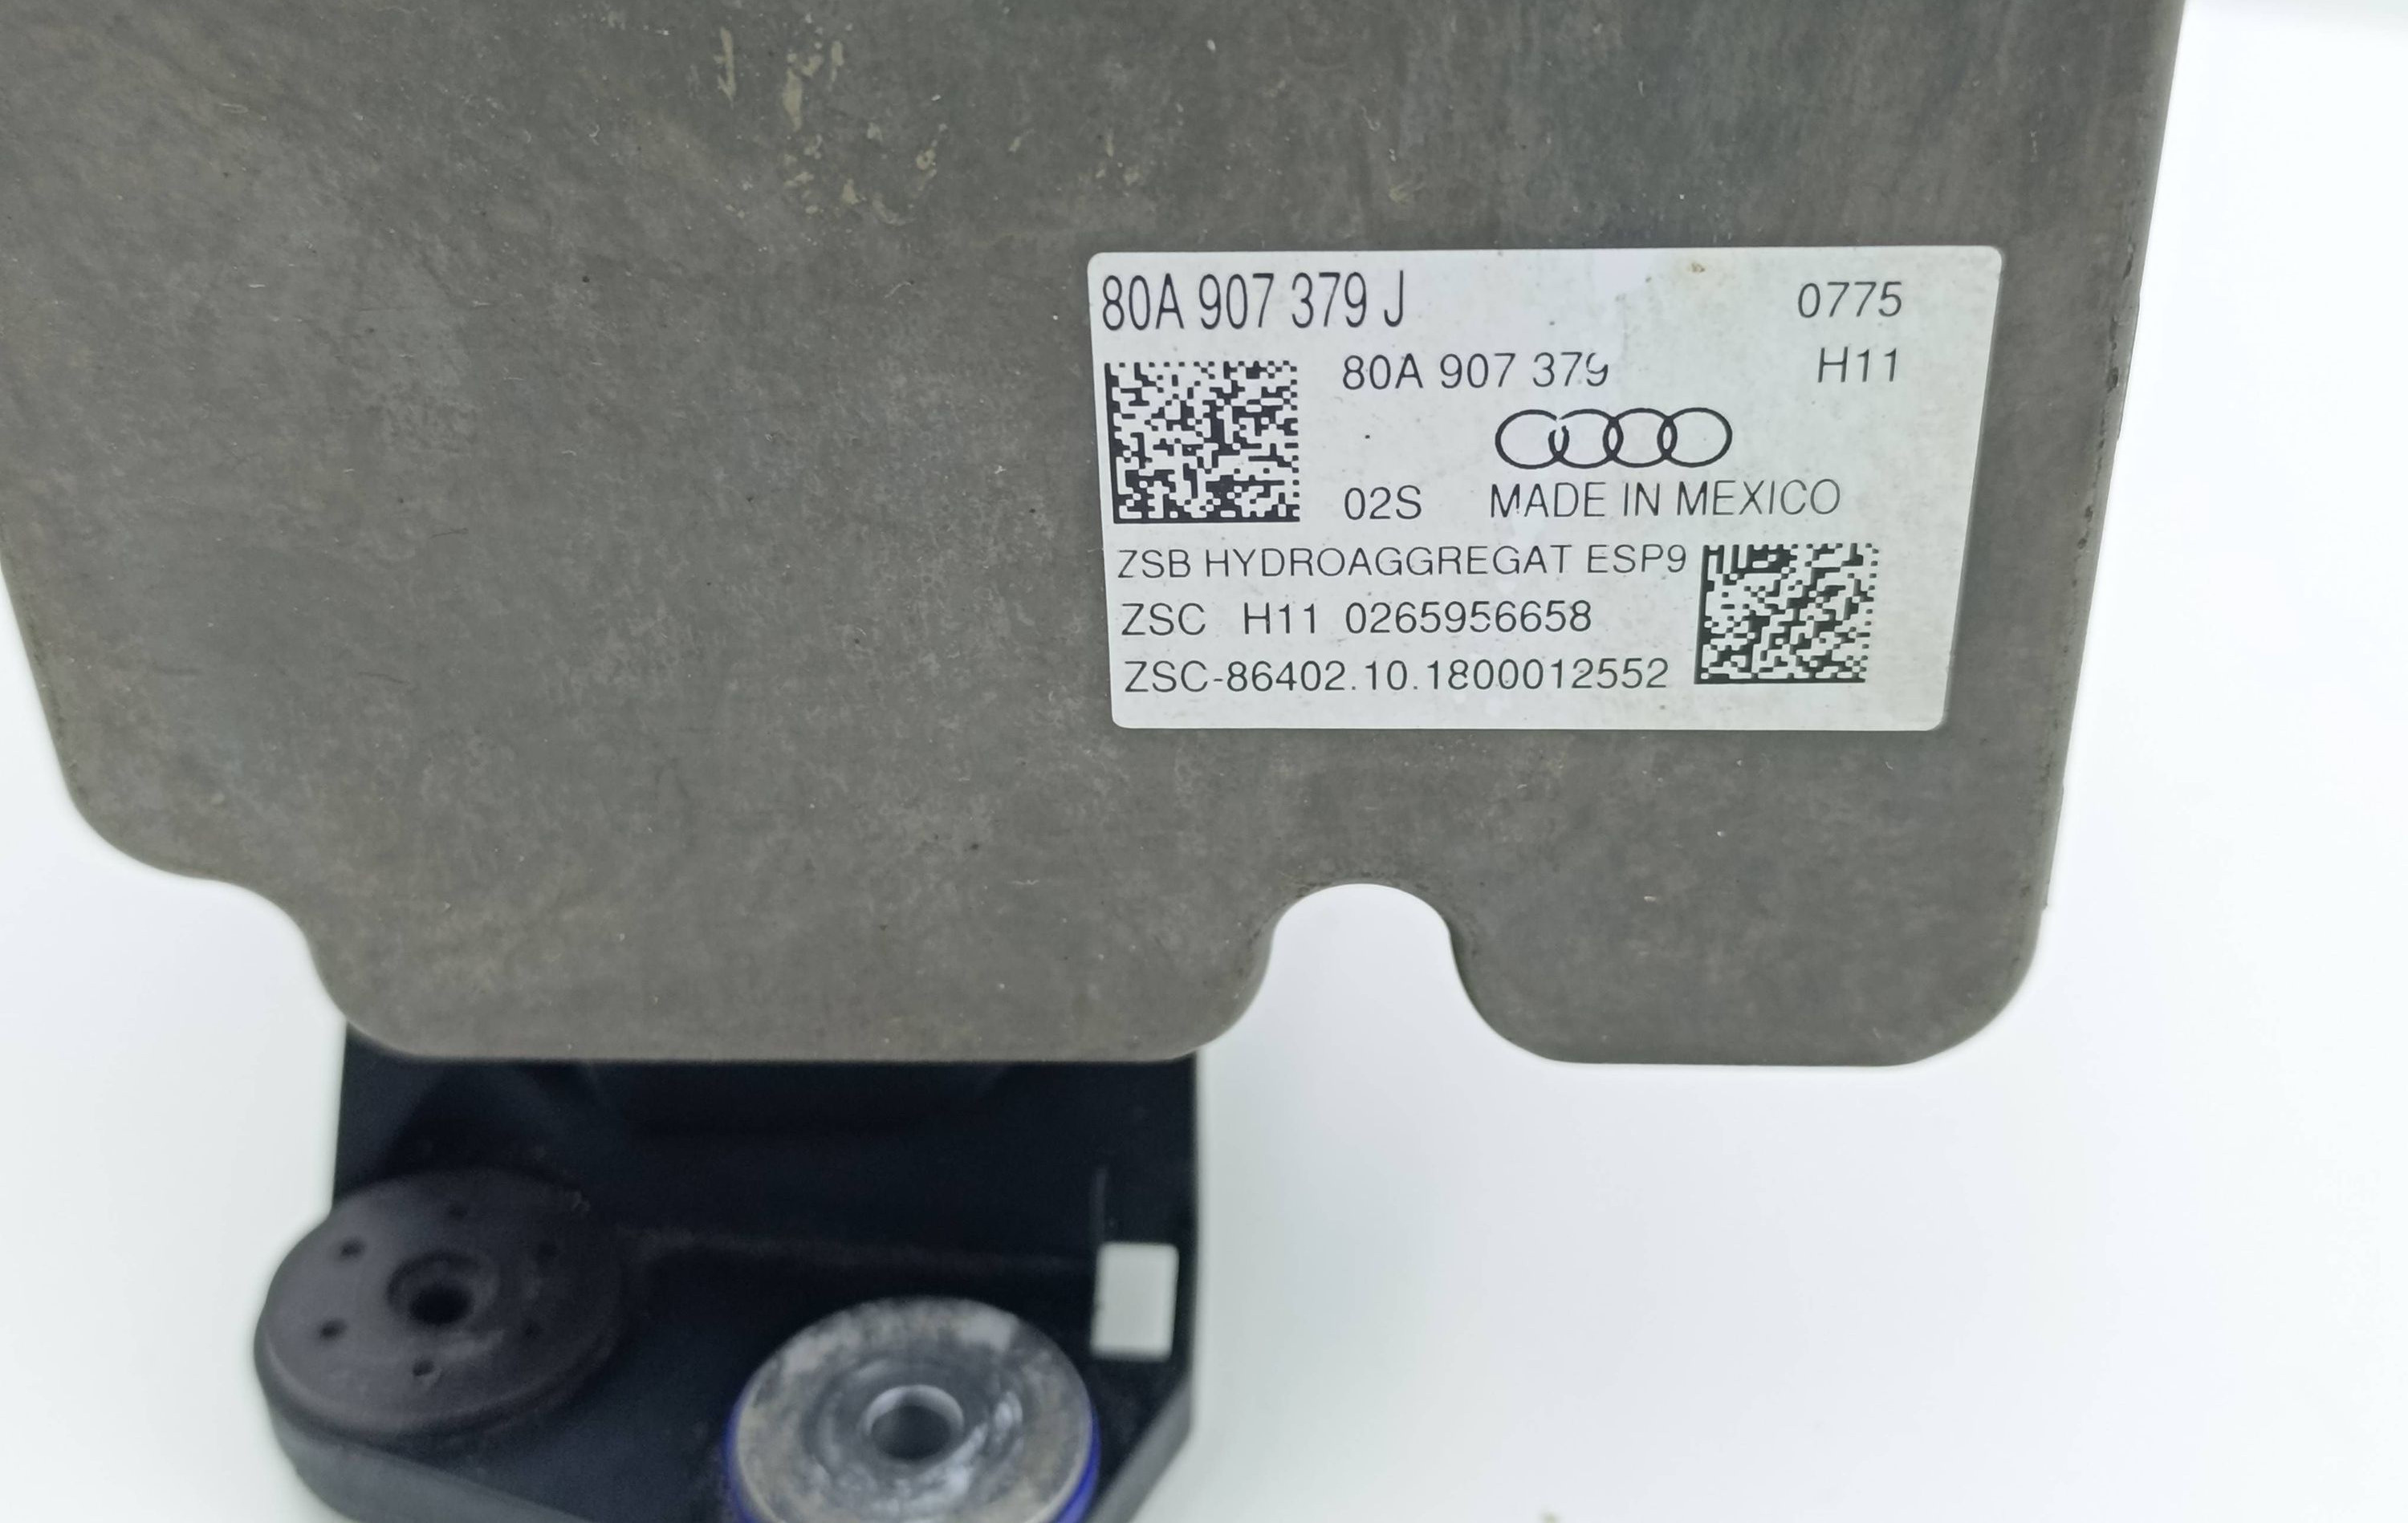 80A 907 379 J 0775
80A 907 379 H11
02S MADE IN MEXICO
ZSB HYDROAGGREGAT ESP9
ZSC H11 0265956658
ZSC-86402.10.1800012552